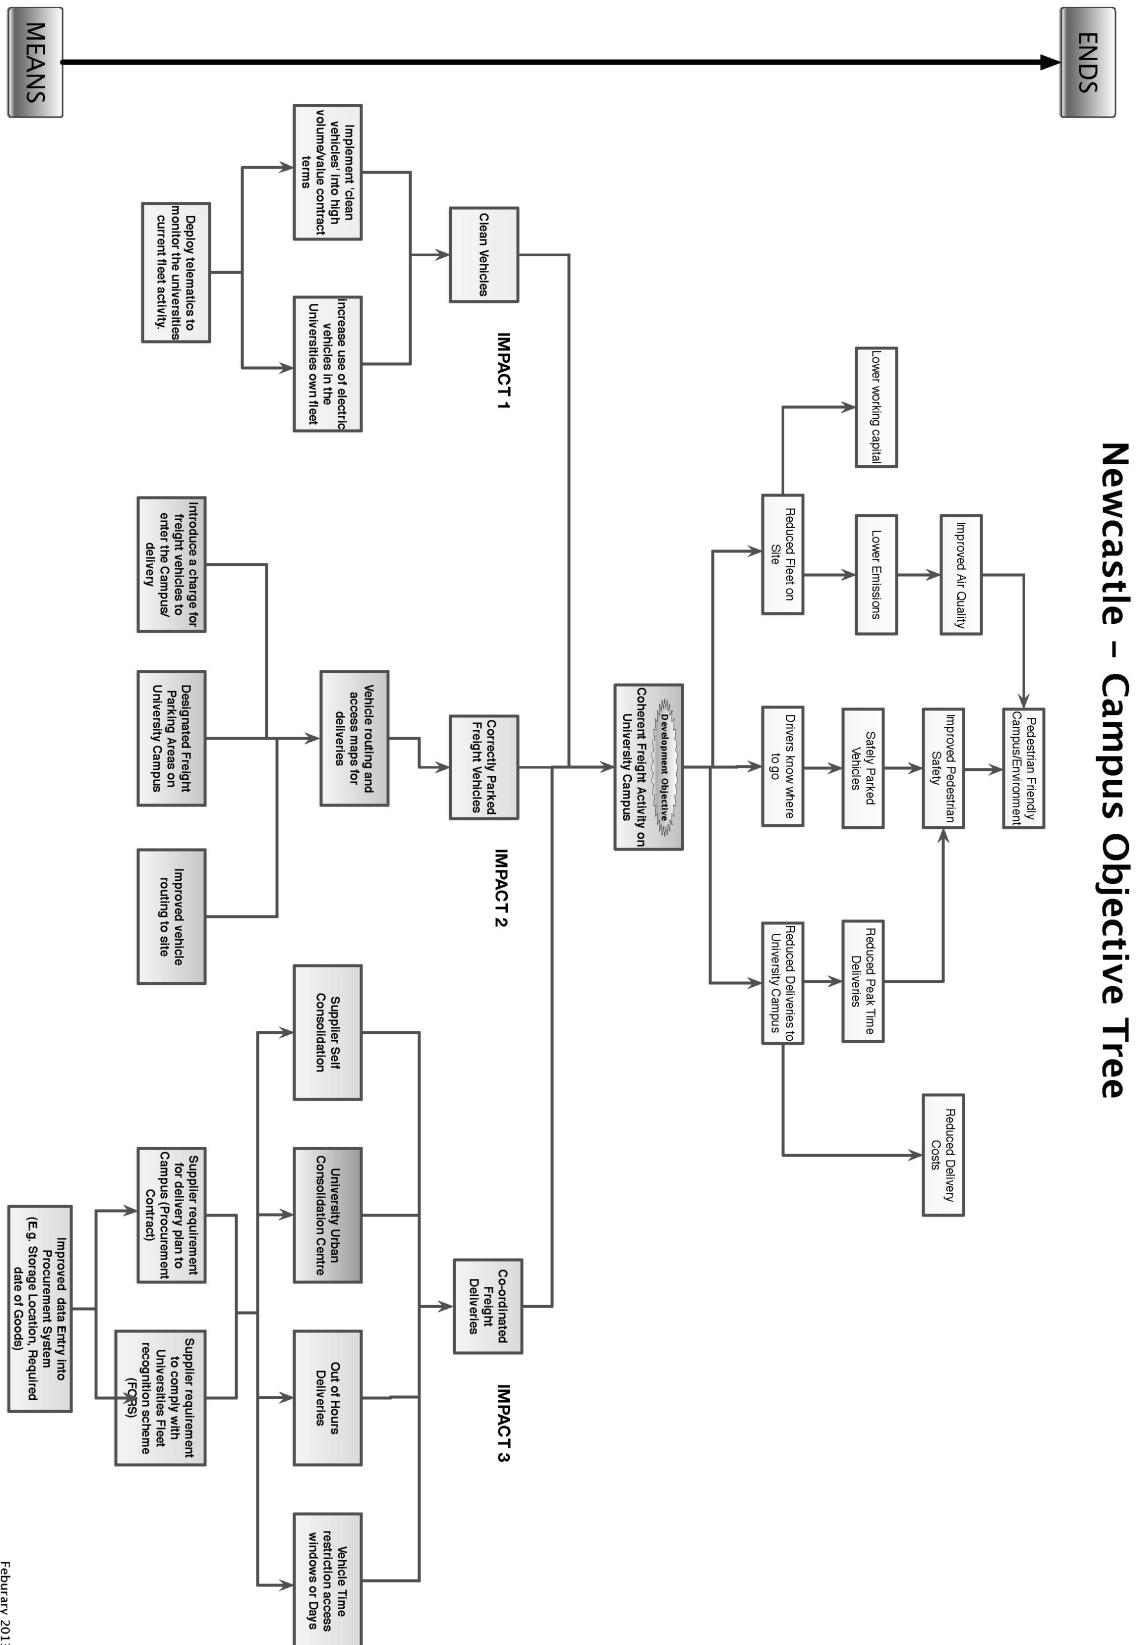 Newcastle – Campus Objective Tree
ENDS
MEANS
Pedestrian Friendly
Campus/Environment
Improved Air Quality
Improved Pedestrian
Safety
Reduced Delivery
Costs
Lower working capital
Lower Emissions
Safely Parked
Vehicles
Reduced Peak Time
Deliveries
Reduced Fleet on
Site
Drivers know where
to go
Reduced Deliveries to
University Campus
Development Objective
Coherent Freight Activity on
University Campus
IMPACT 1
IMPACT 2
IMPACT 3
Clean Vehicles
Correctly Parked
Freight Vehicles
Co-ordinated
Freight
Deliveries
Implement 'clean
vehicles' into high
volume/value contract
terms
Increase use of electric
vehicles in the
Universities own fleet
Vehicle routing and
access maps for
deliveries
Supplier Self
Consolidation
University Urban
Consolidation Centre
Out of Hours
Deliveries
Vehicle Time
restriction access
windows or Days
Deploy telematics to
monitor the universities
current fleet activity.
Introduce a charge for
freight vehicles to
enter the Campus/
delivery
Designated Freight
Parking Areas on
University Campus
Improved vehicle
routing to site
Supplier requirement
for delivery plan to
Campus (Procurement
Contract)
Supplier requirement
to comply with
Universities Fleet
recognition scheme
(FORS)
Improved data Entry into
Procurement System
(E.g. Storage Location, Required
date of Goods)
Feburary 201